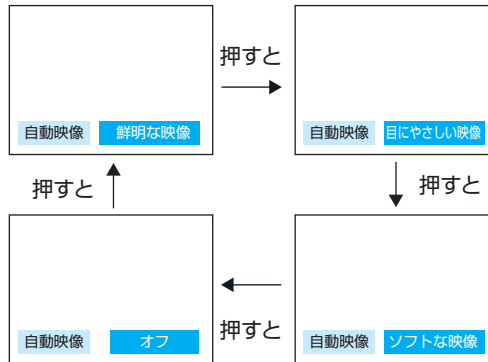 押すと
自動映像 鮮明な映像
自動映像 目にやさしい映像
押すと
押すと
自動映像 オフ
押すと
自動映像 ソフトな映像